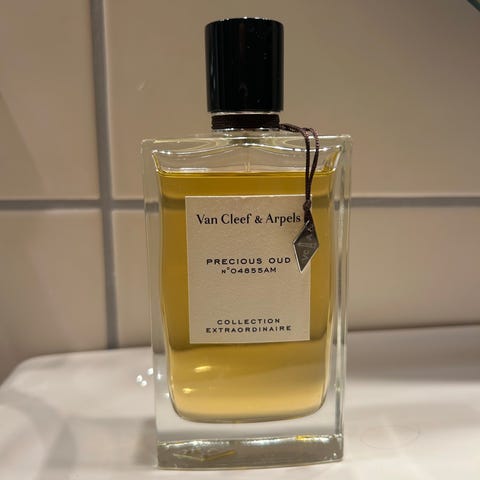 Van Cleef & Arpels
PRECIOUS OUD
N°04855AM
COLLECTION
EXTRAORDINAIRE